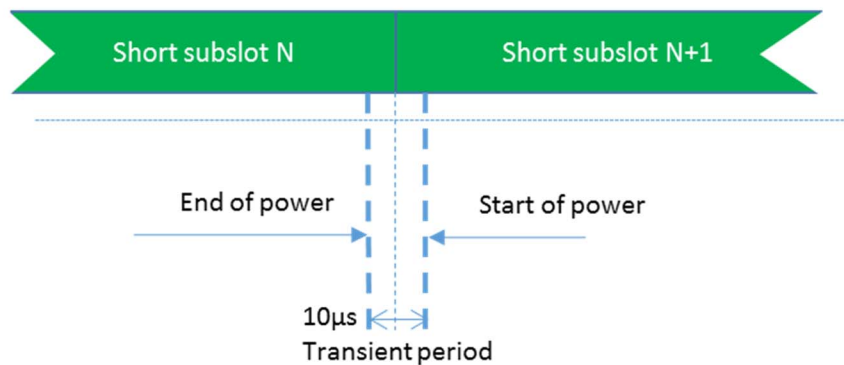 Short subslot N
Short subslot N+1
End of power
Start of power
10µs
Transient period